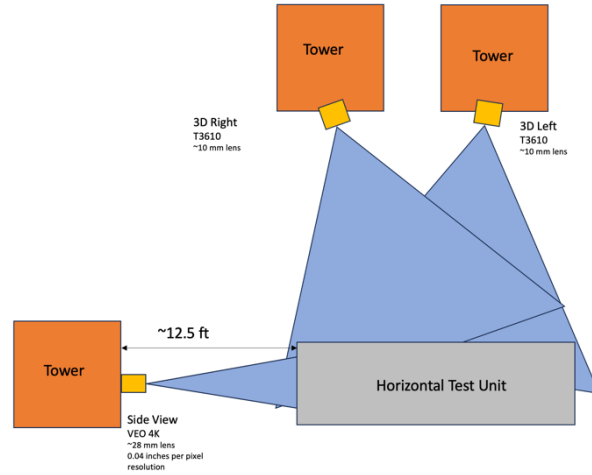 Tower
Tower
3D Right
T3610
~10 mm lens
3D Left
T3610
~10 mm lens
~12.5 ft
Tower
Horizontal Test Unit
Side View
VEO 4K
~28 mm lens
0.04 inches per pixel
resolution